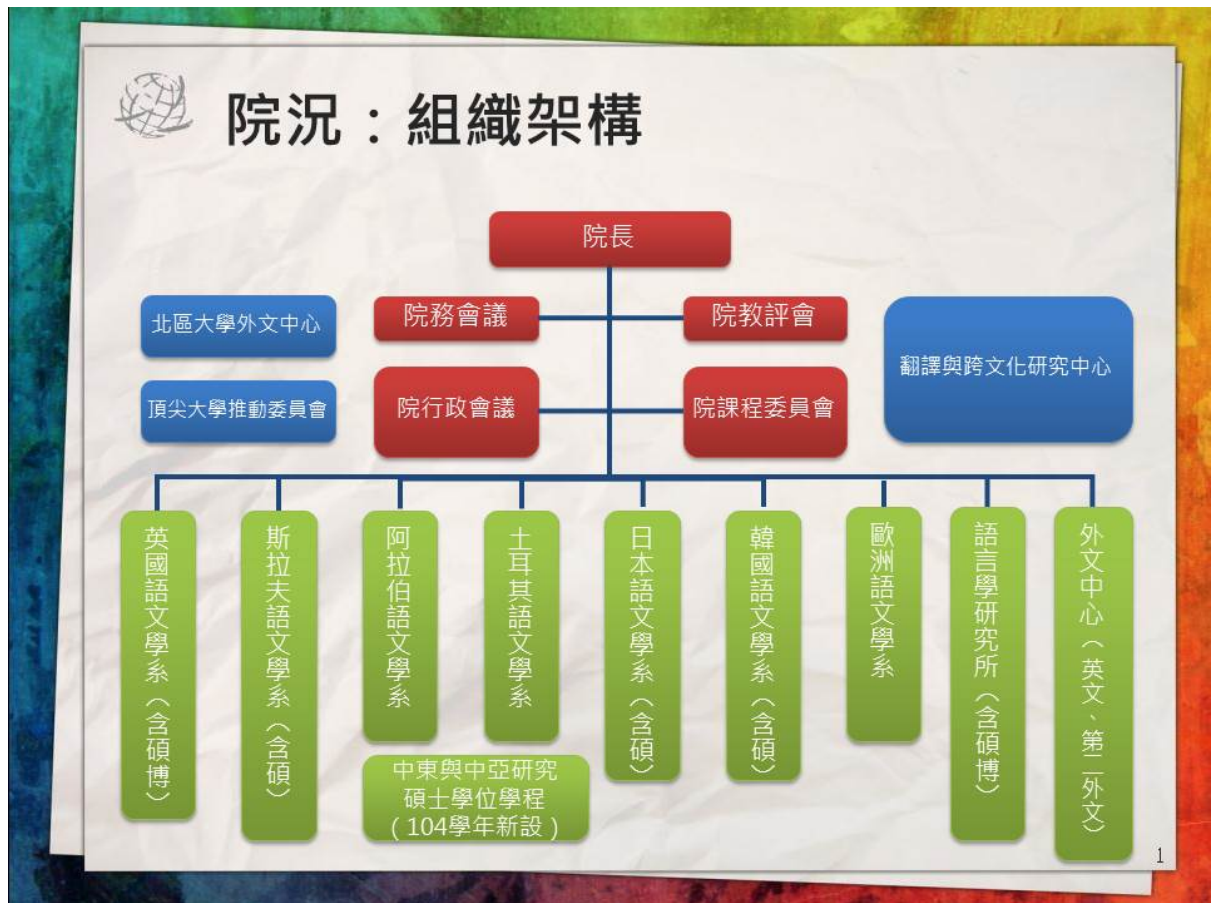 院況：組織架構
院長
北區大學外文中心
院務會議
院教評會
翻譯與跨文化研究中心
頂尖大學推動委員會
院行政會議
院課程委員會
英國語文學系（含碩博）
斯拉夫語文學系（含碩）
阿拉伯語文學系
土耳其語文學系
日本語文學系（含碩）
韓國語文學系（含碩）
歐洲語文學系
語言學研究所（含碩博）
外文中心（英文、第二外文）
中東與中亞研究
碩士學位學程
（104學年新設）
1